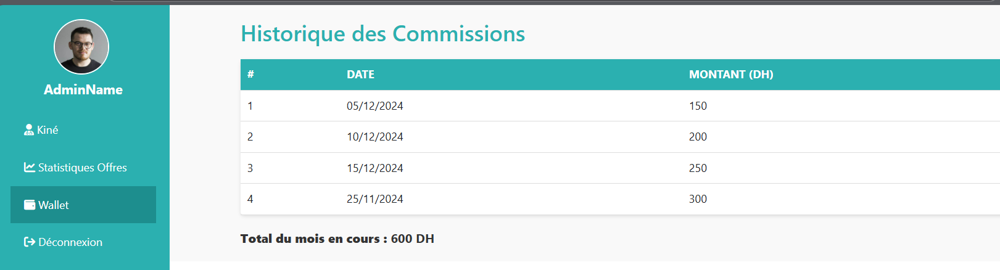 AdminName
Kiné
Statistiques Offres
Wallet
Déconnexion
Historique des Commissions
# DATE MONTANT (DH)
1 05/12/2024 150
2 10/12/2024 200
3 15/12/2024 250
4 25/11/2024 300
Total du mois en cours : 600 DH